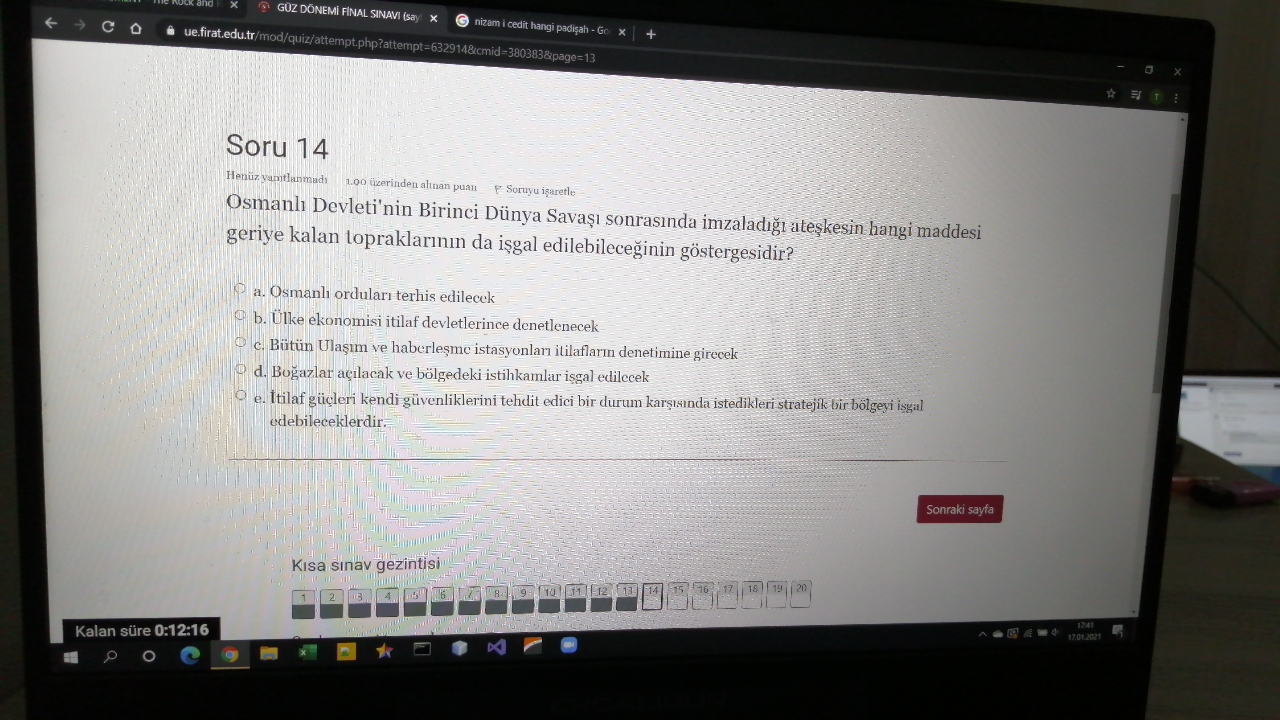 The Rock and
GÜZ DÖNEMİ FİNAL SINAVI (say
nizam i cedit hangi padişah - Go
ue.firat.edu.tr/mod/quiz/attempt.php?attempt=632914&cmid=380383&page=13
T
Soru 14
Henüz yanıtlanmadı 1.00 üzerinden alınan puan Soruyu işaretle
Osmanlı Devleti'nin Birinci Dünya Savaşı sonrasında imzaladığı ateşkesin hangi maddesi
geriye kalan topraklarının da işgal edilebileceğinin göstergesidir?
a. Osmanlı orduları terhis edilecek
b. Ülke ekonomisi itilaf devletlerince denetlenecek
c. Bütün Ulaşım ve haberleşme istasyonları itilafların denetimine girecek
d. Boğazlar açılacak ve bölgedeki istihkamlar işgal edilecek
e. İtilaf güçleri kendi güvenliklerini tehdit edici bir durum karşısında istedikleri stratejik bir bölgeyi işgal
edebileceklerdir.
Sonraki sayfa
Kısa sınav gezintisi
1 2 3 4 5 6 7 8 9 10 11 12 13 14 15 16 17 18 19 20
Kalan süre 0:12:16
17:41
17.01.2021